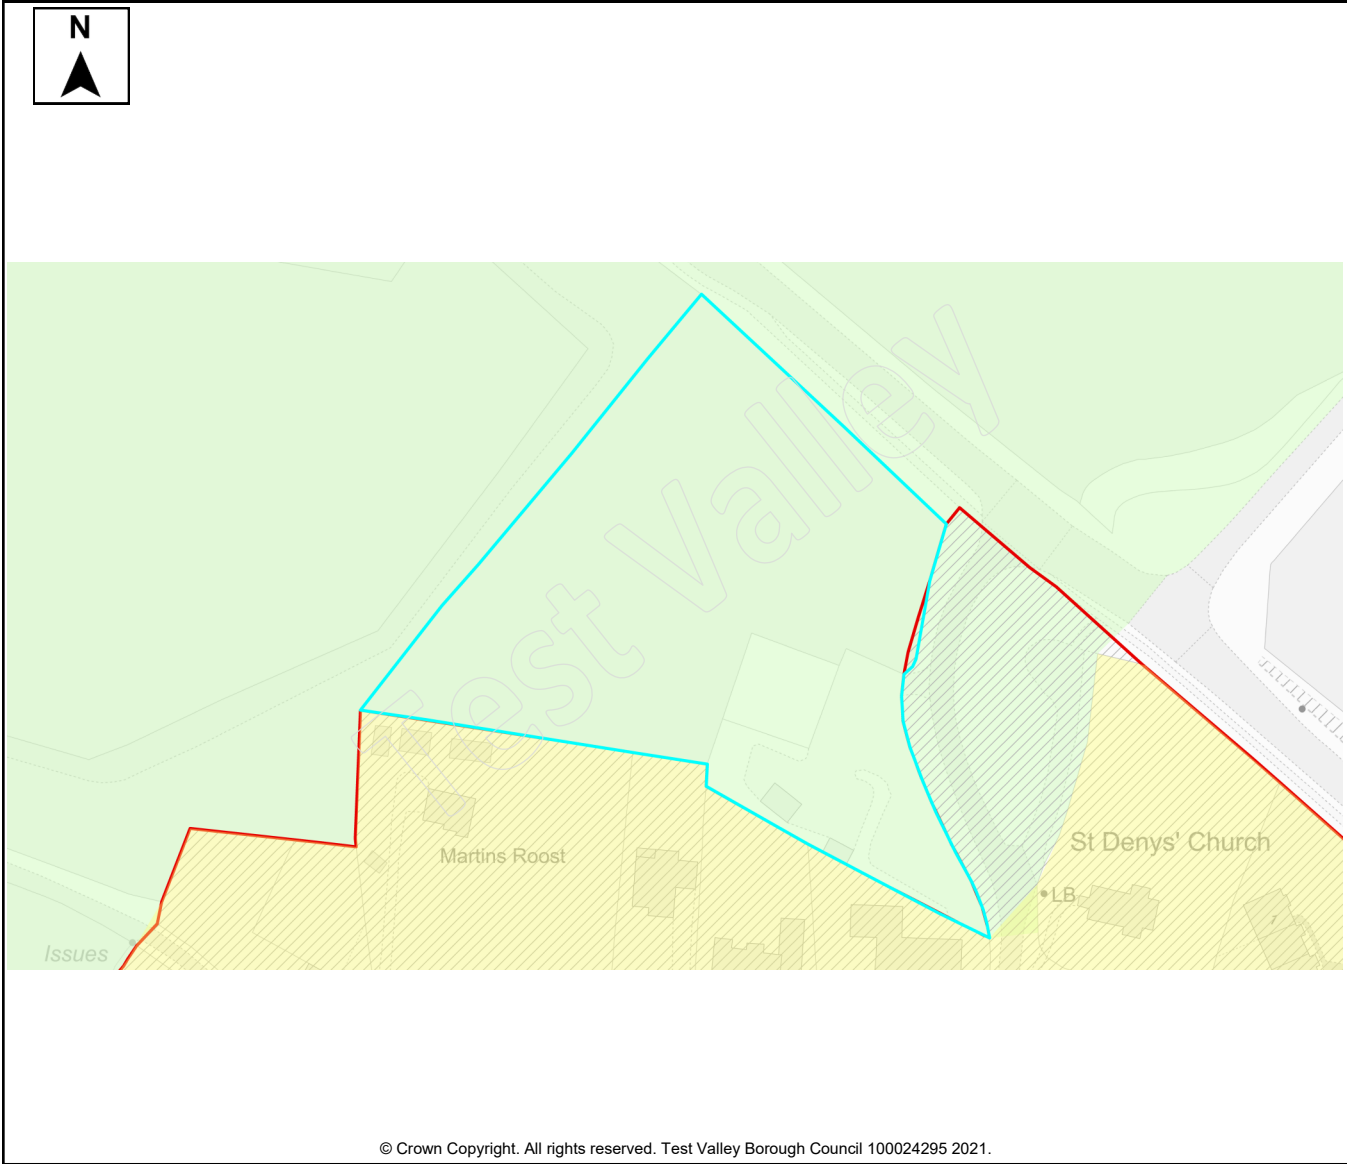 N
Test Valley
Martins Roost
St Denys' Church
LB
7
Issues
© Crown Copyright. All rights reserved. Test Valley Borough Council 100024295 2021.